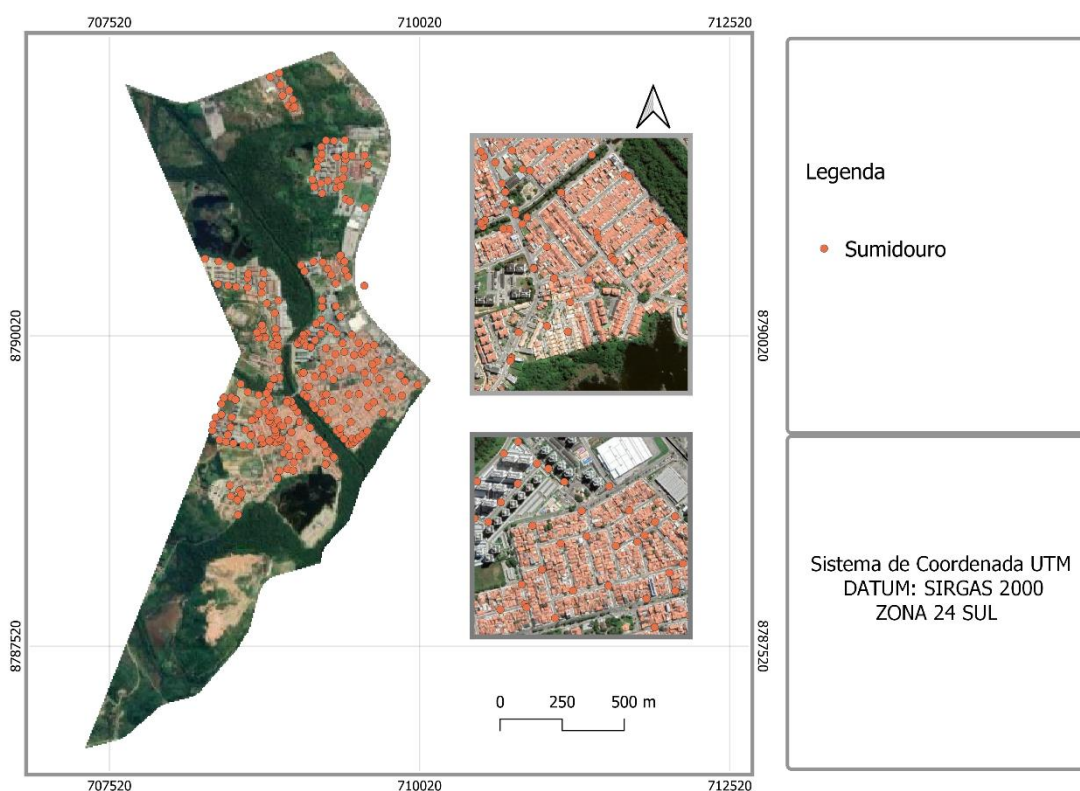 707520
710020
712520
Legenda
Sumidouro
8790020
8790020
Sistema de Coordenada UTM
DATUM: SIRGAS 2000
ZONA 24 SUL
8787520
8787520
0 250 500 m
707520
710020
712520